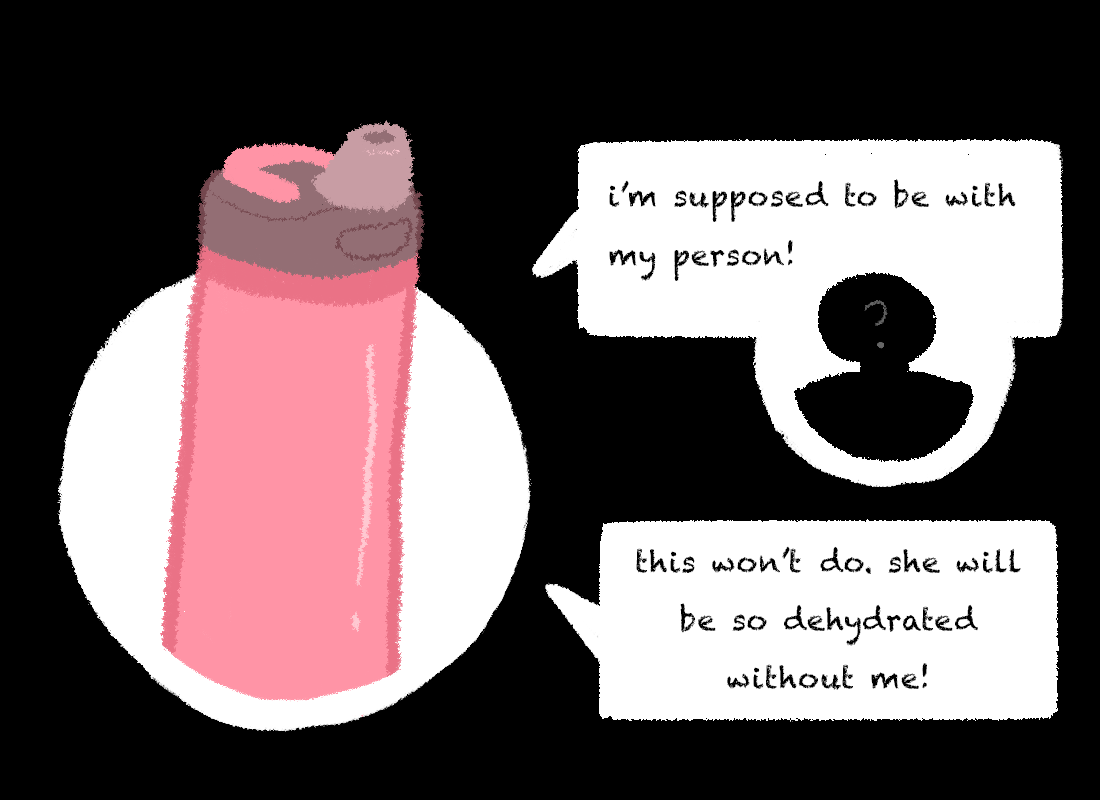 i'm supposed to be with
my person!
?
this won't do. she will
be so dehydrated
without me!